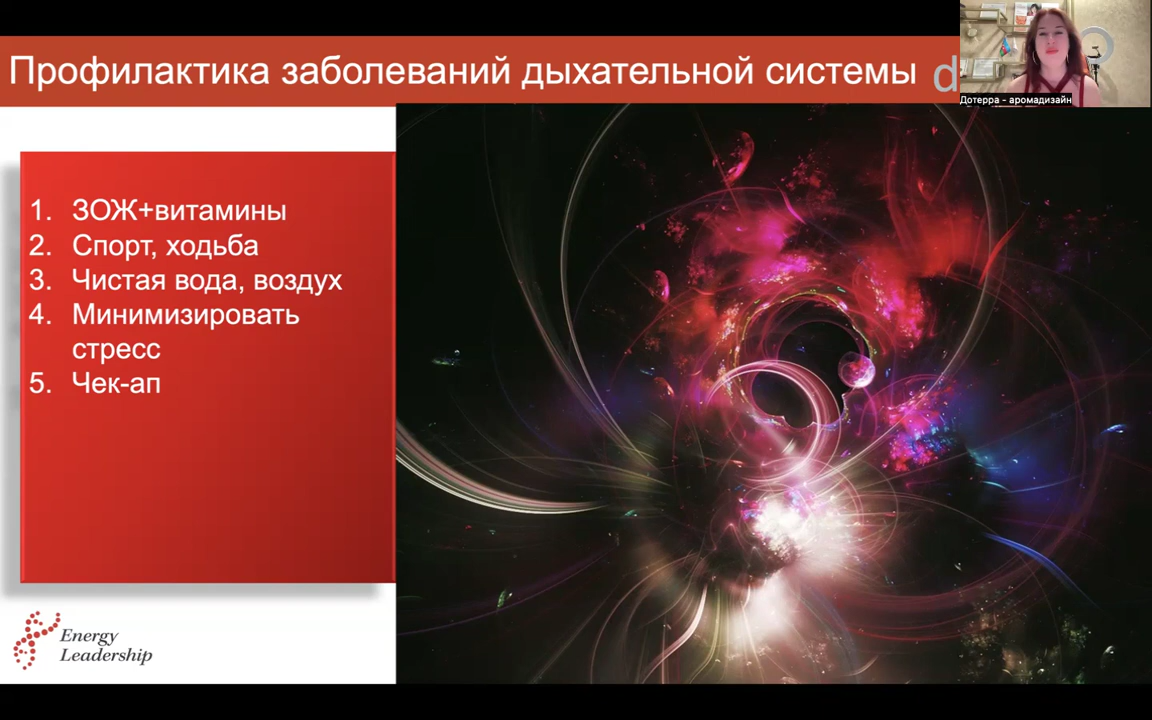 Профилактика заболеваний дыхательной системы d
Дотерра - аромадизайн
1. ЗОЖ+витамины
2. Спорт, ходьба
3. Чистая вода, воздух
4. Минимизировать
стресс
5. Чек-ап
Energy
Leadership